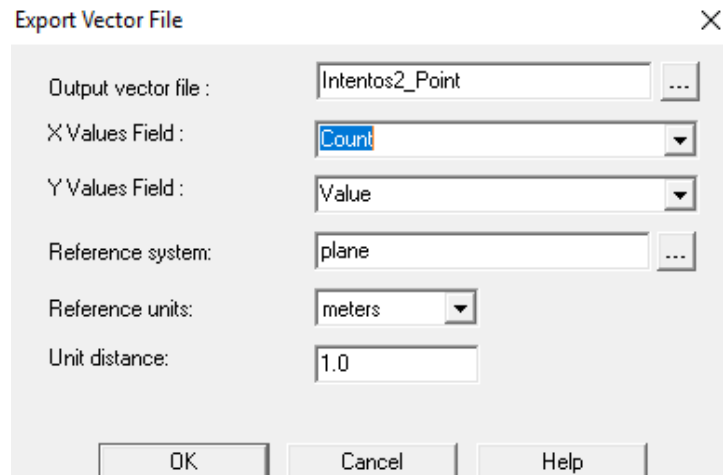 Export Vector File
Output vector file : Intentos2_Point ...
X Values Field : Count
Y Values Field : Value
Reference system: plane ...
Reference units: meters
Unit distance: 1.0
OK Cancel Help